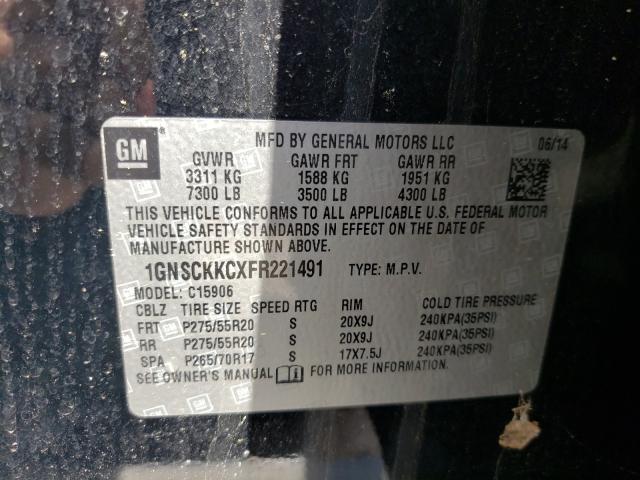 GM ®
MFD BY GENERAL MOTORS LLC 06/14
GVWR GAWR FRT GAWR RR
3311 KG 1588 KG 1951 KG
7300 LB 3500 LB 4300 LB
THIS VEHICLE CONFORMS TO ALL APPLICABLE U.S. FEDERAL MOTOR
VEHICLE SAFETY STANDARDS IN EFFECT ON THE DATE OF
MANUFACTURE SHOWN ABOVE.
1GNSCKKCXFR221491 TYPE: M.P.V.
MODEL: C15906
CBLZ TIRE SIZE SPEED RTG RIM COLD TIRE PRESSURE
FRT P275/55R20 S 20X9J 240KPA(35PSI)
RR P275/55R20 S 20X9J 240KPA(35PSI)
SPA P265/70R17 S 17X7.5J 240KPA(35PSI)
SEE OWNER'S MANUAL FOR MORE INFORMATION.